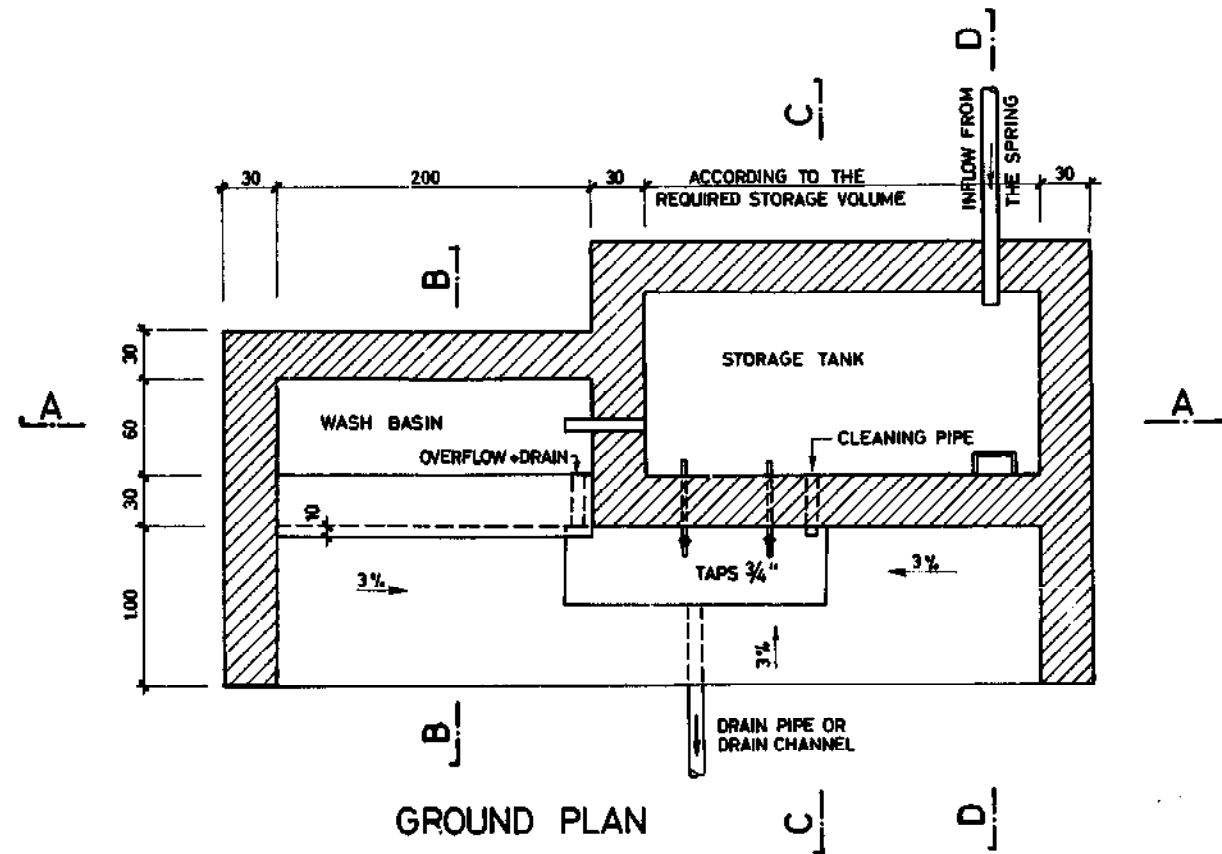 D
C
INFLOW FROM
THE SPRING
30
200
30
ACCORDING TO THE
REQUIRED STORAGE VOLUME
30
B
30
STORAGE TANK
A
60
WASH BASIN
CLEANING PIPE
A
OVERFLOW+DRAIN
30
10
TAPS 3/4"
3%
3%
1.00
3%
B
DRAIN PIPE OR
DRAIN CHANNEL
GROUND PLAN
C
D